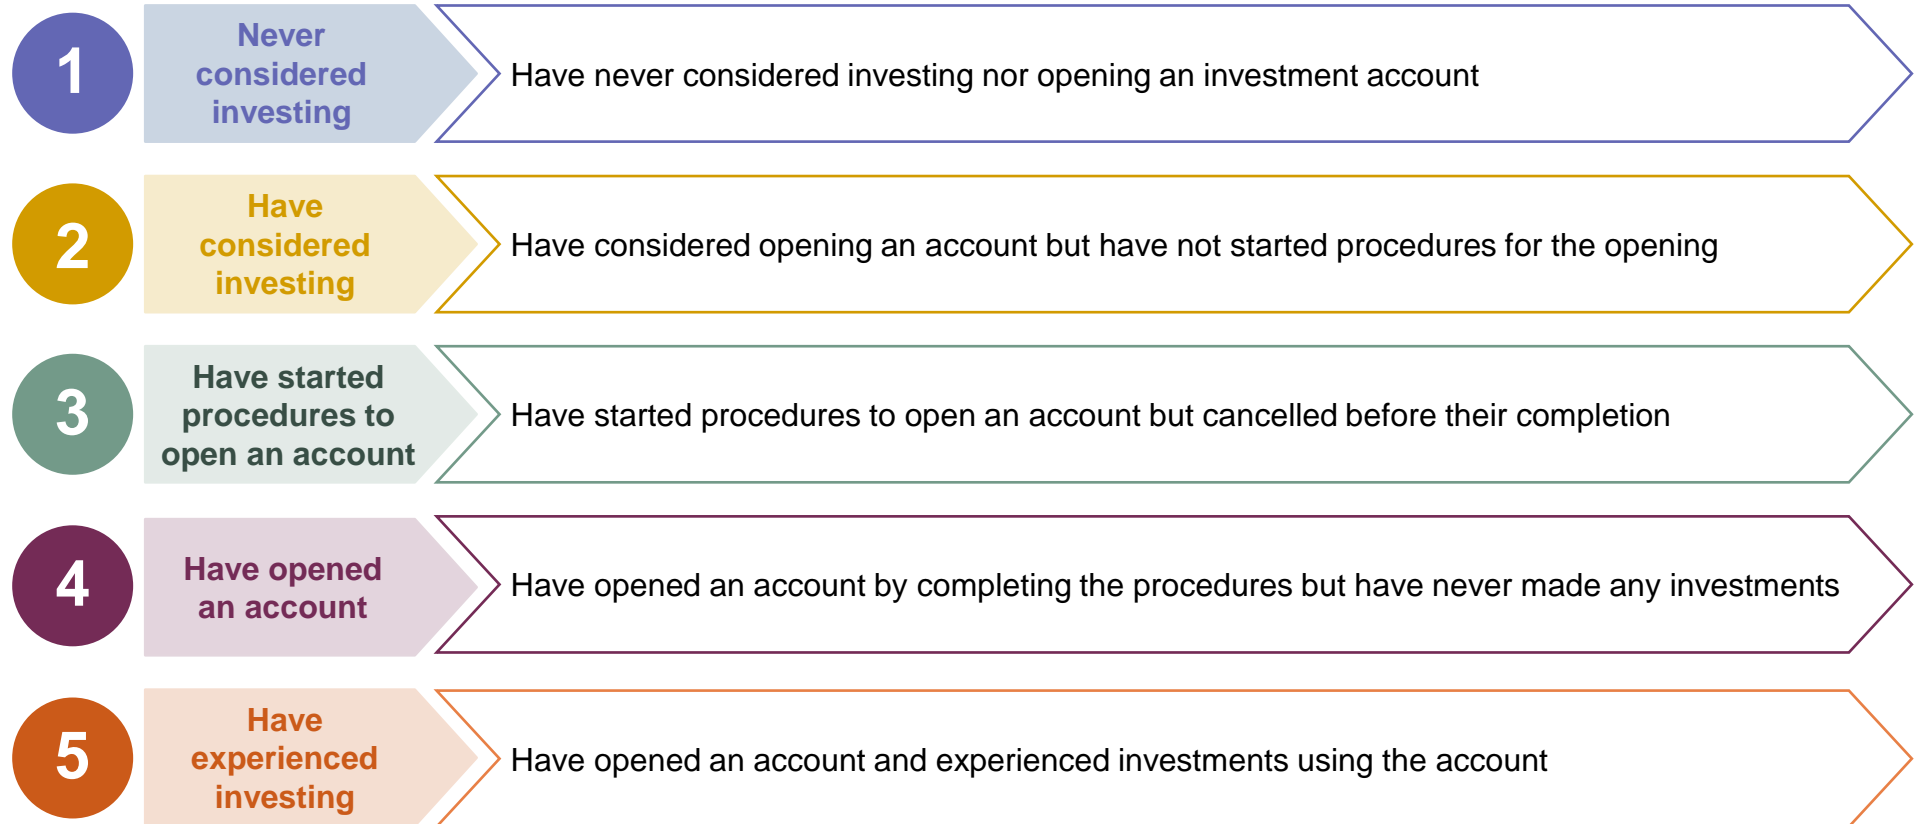 1
Never
considered
investing
Have never considered investing nor opening an investment account
2
Have
considered
investing
Have considered opening an account but have not started procedures for the opening
3
Have started
procedures to
open an account
Have started procedures to open an account but cancelled before their completion
4
Have opened
an account
Have opened an account by completing the procedures but have never made any investments
5
Have
experienced
investing
Have opened an account and experienced investments using the account